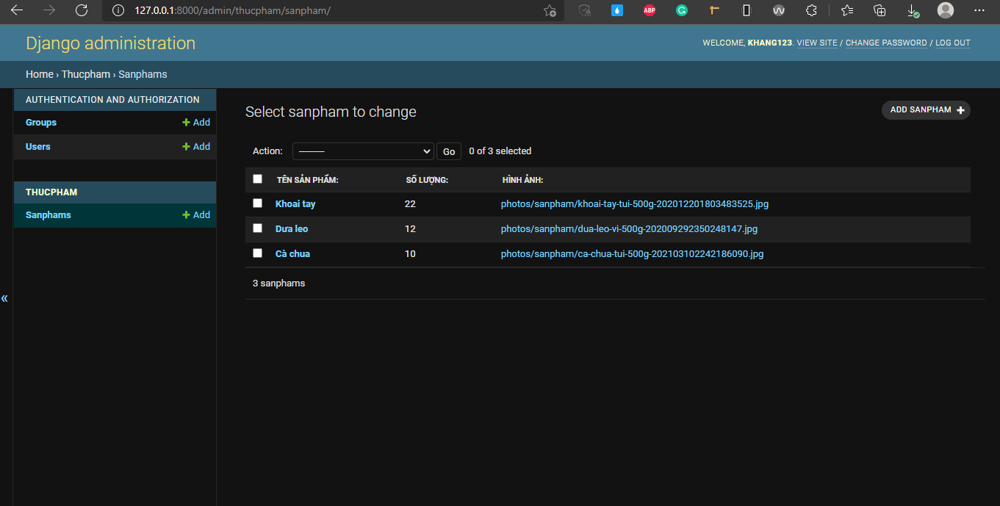 127.0.0.1:8000/admin/thucpham/sanpham/
ABP
Django administration
WELCOME, KHANG123. VIEW SITE / CHANGE PASSWORD / LOG OUT
Home › Thucpham › Sanphams
AUTHENTICATION AND AUTHORIZATION
Groups + Add
Users + Add
THUCPHAM
Sanphams + Add
«
Select sanpham to change
ADD SANPHAM +
Action: --------- Go 0 of 3 selected
TÊN SẢN PHẨM: SỐ LƯỢNG: HÌNH ẢNH:
Khoai tay 22 photos/sanpham/khoai-tay-tui-500g-202012201803483525.jpg
Dưa leo 12 photos/sanpham/dua-leo-vi-500g-202009292350248147.jpg
Cà chua 10 photos/sanpham/ca-chua-tui-500g-202103102242186090.jpg
3 sanphams